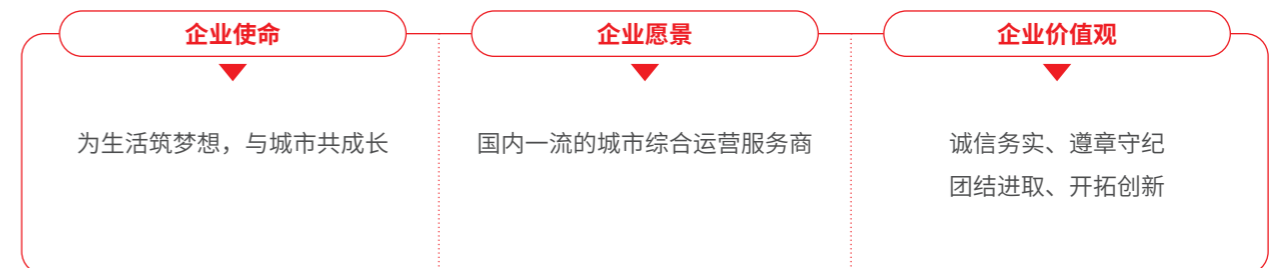 企业使命
为生活筑梦想，与城市共成长
企业愿景
国内一流的城市综合运营服务商
企业价值观
诚信务实、遵章守纪
团结进取、开拓创新